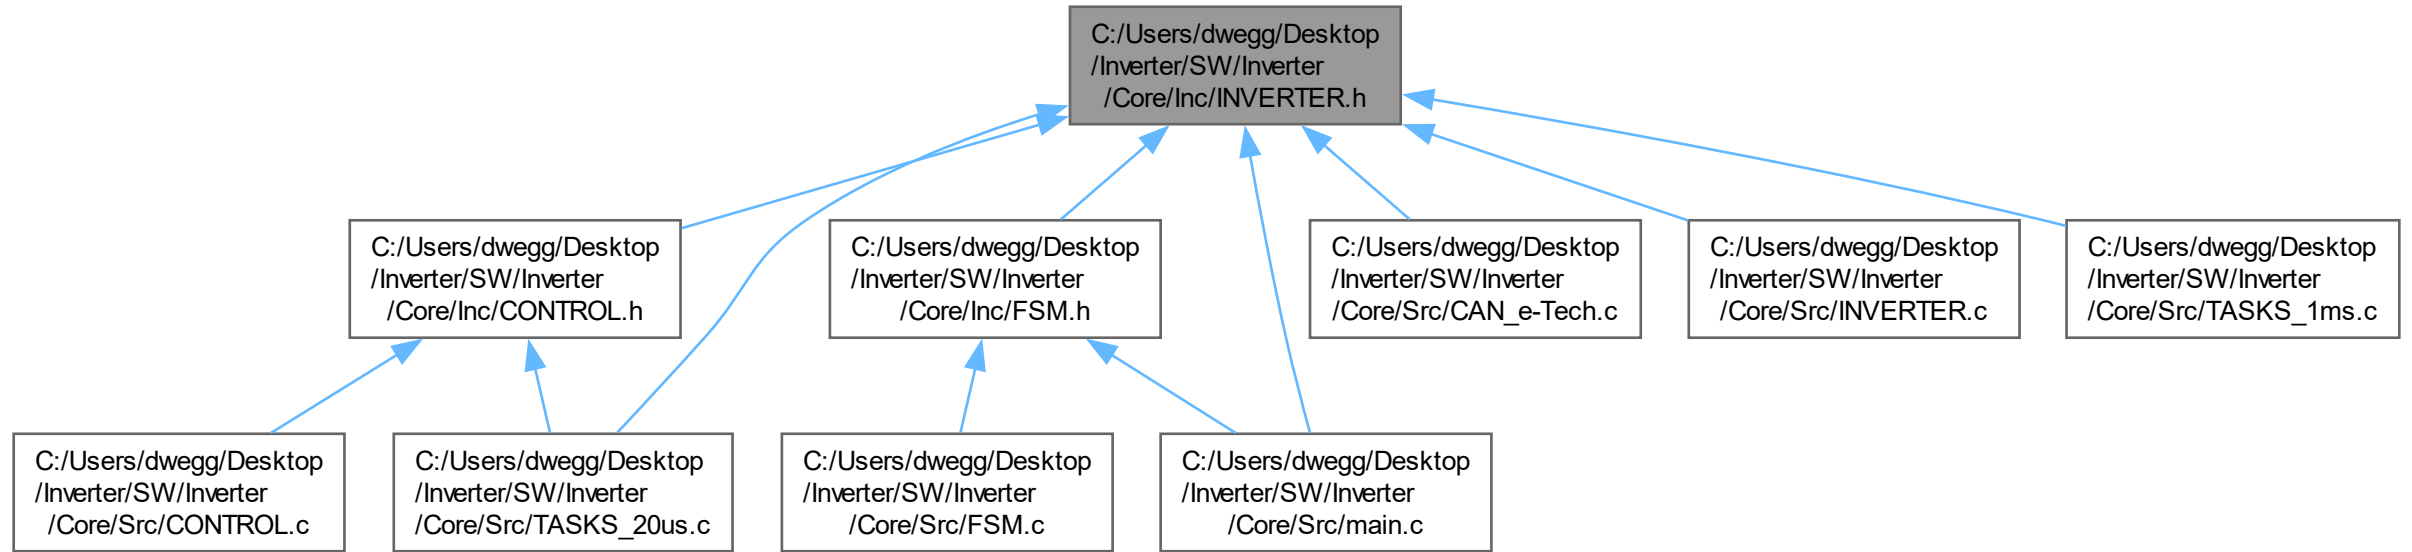 C:/Users/dwegg/Desktop
/Inverter/SW/Inverter
/Core/Inc/INVERTER.h
C:/Users/dwegg/Desktop
/Inverter/SW/Inverter
/Core/Inc/CONTROL.h
C:/Users/dwegg/Desktop
/Inverter/SW/Inverter
/Core/Inc/FSM.h
C:/Users/dwegg/Desktop
/Inverter/SW/Inverter
/Core/Src/CAN_e-Tech.c
C:/Users/dwegg/Desktop
/Inverter/SW/Inverter
/Core/Src/INVERTER.c
C:/Users/dwegg/Desktop
/Inverter/SW/Inverter
/Core/Src/TASKS_1ms.c
C:/Users/dwegg/Desktop
/Inverter/SW/Inverter
/Core/Src/CONTROL.c
C:/Users/dwegg/Desktop
/Inverter/SW/Inverter
/Core/Src/TASKS_20us.c
C:/Users/dwegg/Desktop
/Inverter/SW/Inverter
/Core/Src/FSM.c
C:/Users/dwegg/Desktop
/Inverter/SW/Inverter
/Core/Src/main.c